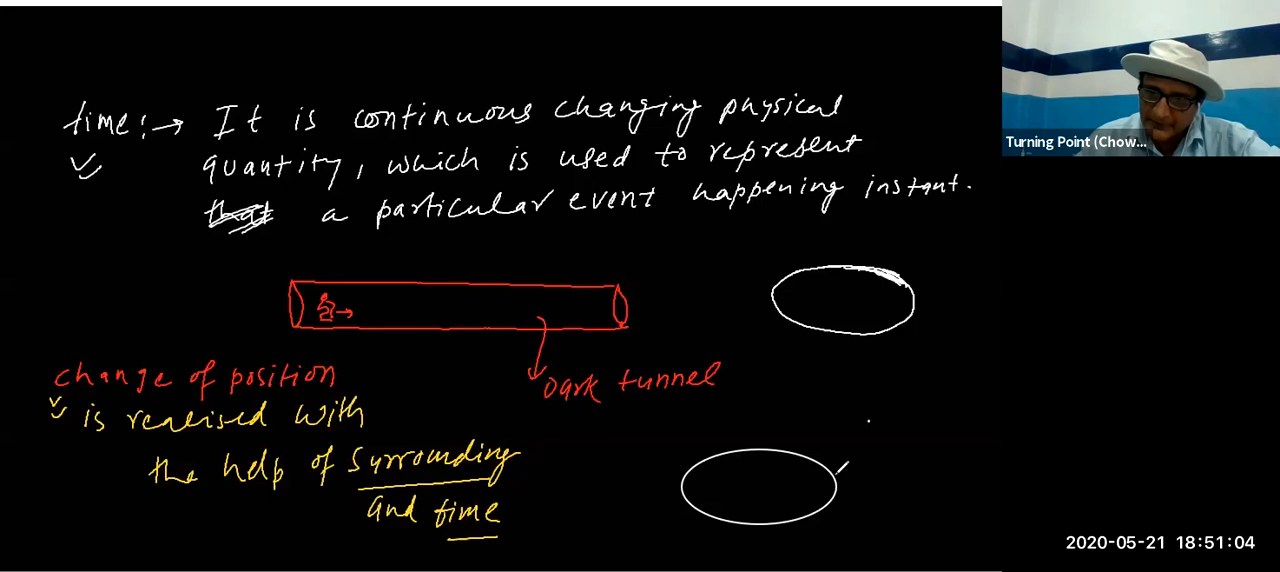 time:→ It is continuous changing physical
quantity, which is used to represent
a particular event happening instant.
Dark tunnel
change of position
is realised with
the help of surrounding
and time
Turning Point (Chow...
2020-05-21 18:51:04